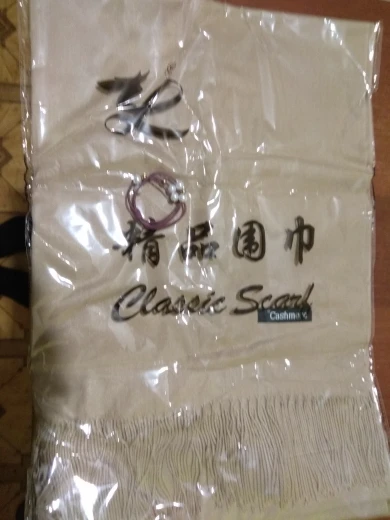 ®
精品围巾
Classic Scarf
Cashmere